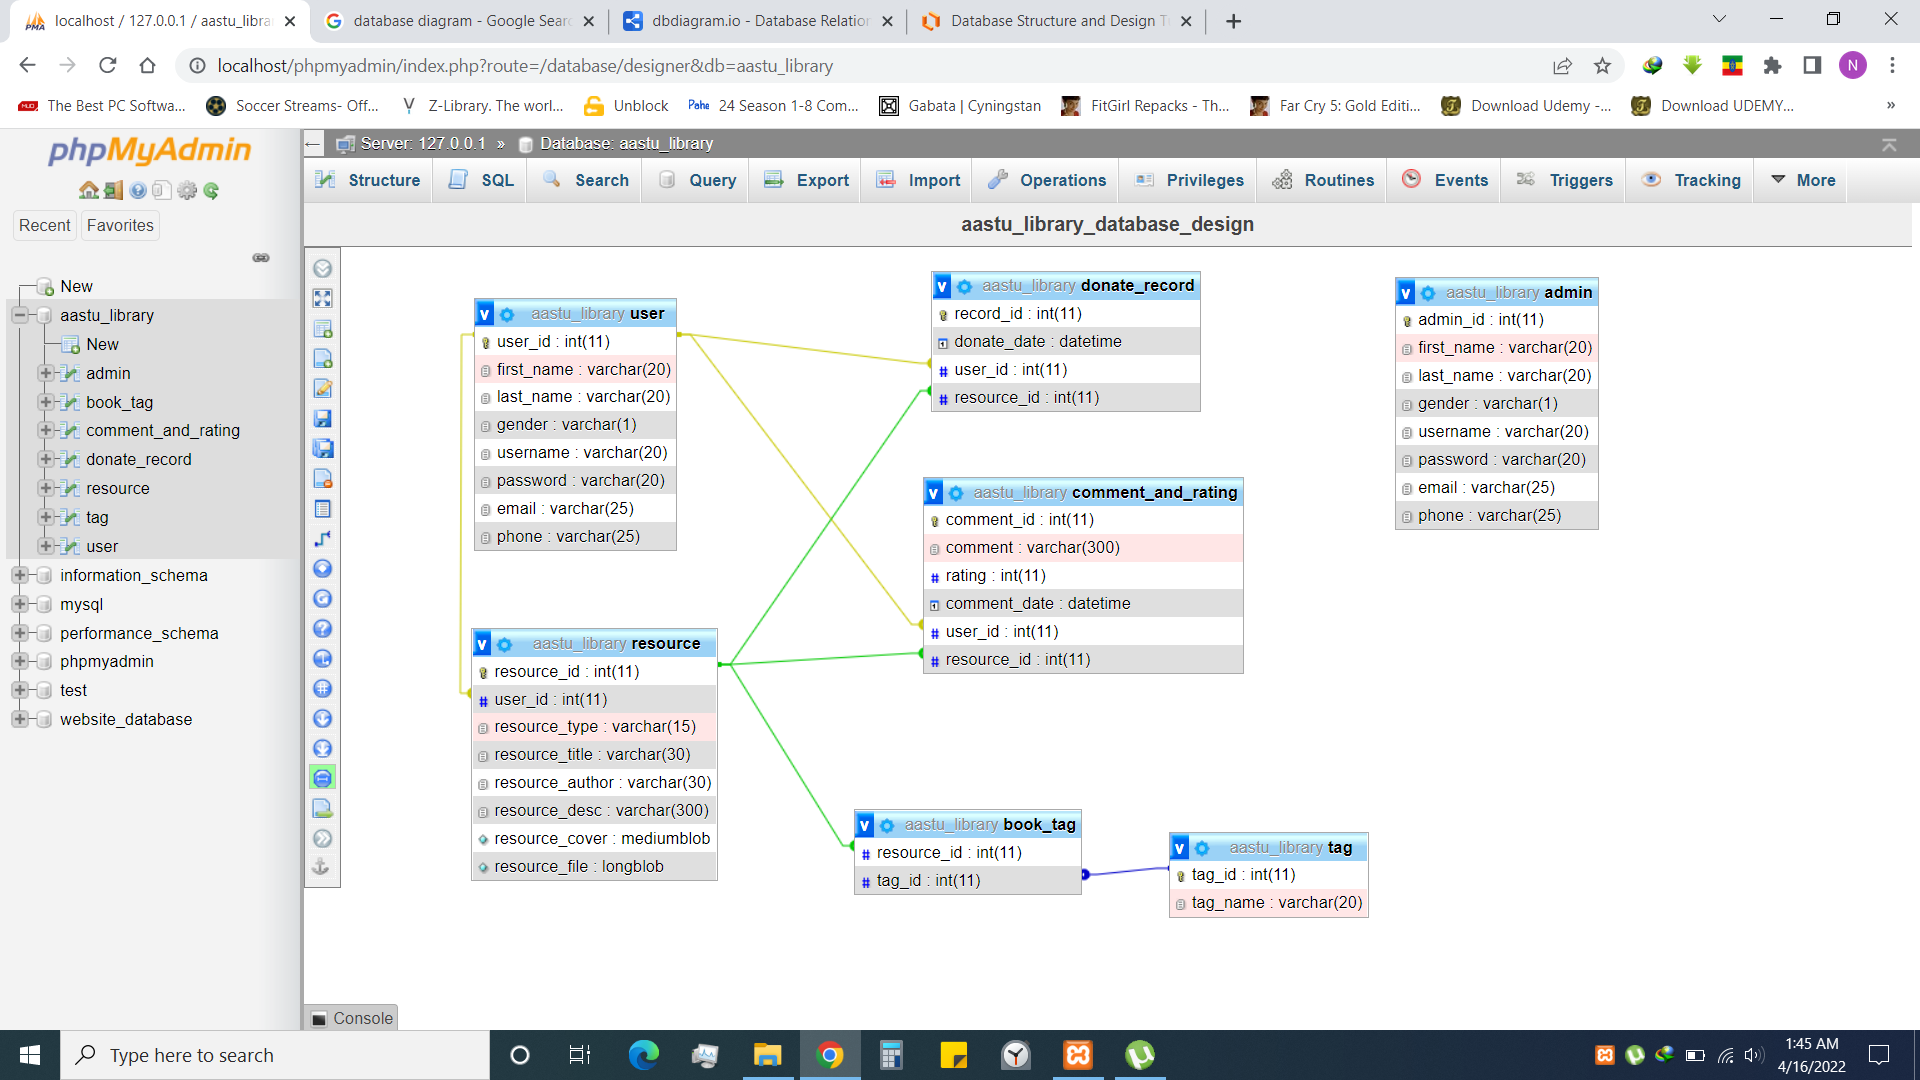 localhost / 127.0.0.1 / aastu_libra
database diagram - Google Sear
dbdiagram.io - Database Relation
Database Structure and Design T
localhost/phpmyadmin/index.php?route=/database/designer&db=aastu_library
N
The Best PC Softwa...
Soccer Streams- Off...
Z-Library. The worl...
Unblock
Pahe
24 Season 1-8 Com...
Gabata | Cyningstan
FitGirl Repacks - Th...
Far Cry 5: Gold Editi...
Download Udemy -...
Download UDEMY...
»
phpMyAdmin
Recent
Favorites
New
aastu_library
New
admin
book_tag
comment_and_rating
donate_record
resource
tag
user
information_schema
mysql
performance_schema
phpmyadmin
test
website_database
Server: 127.0.0.1 » Database: aastu_library
Structure
SQL
Search
Query
Export
Import
Operations
Privileges
Routines
Events
Triggers
Tracking
More
aastu_library_database_design
v aastu_library user
user_id : int(11)
first_name : varchar(20)
last_name : varchar(20)
gender : varchar(1)
username : varchar(20)
password : varchar(20)
email : varchar(25)
phone : varchar(25)
v aastu_library donate_record
record_id : int(11)
donate_date : datetime
# user_id : int(11)
# resource_id : int(11)
v aastu_library admin
admin_id : int(11)
first_name : varchar(20)
last_name : varchar(20)
gender : varchar(1)
username : varchar(20)
password : varchar(20)
email : varchar(25)
phone : varchar(25)
v aastu_library comment_and_rating
comment_id : int(11)
comment : varchar(300)
# rating : int(11)
comment_date : datetime
# user_id : int(11)
# resource_id : int(11)
v aastu_library resource
resource_id : int(11)
# user_id : int(11)
resource_type : varchar(15)
resource_title : varchar(30)
resource_author : varchar(30)
resource_desc : varchar(300)
resource_cover : mediumblob
resource_file : longblob
v aastu_library book_tag
# resource_id : int(11)
# tag_id : int(11)
v aastu_library tag
tag_id : int(11)
tag_name : varchar(20)
Console
Type here to search
1:45 AM
4/16/2022